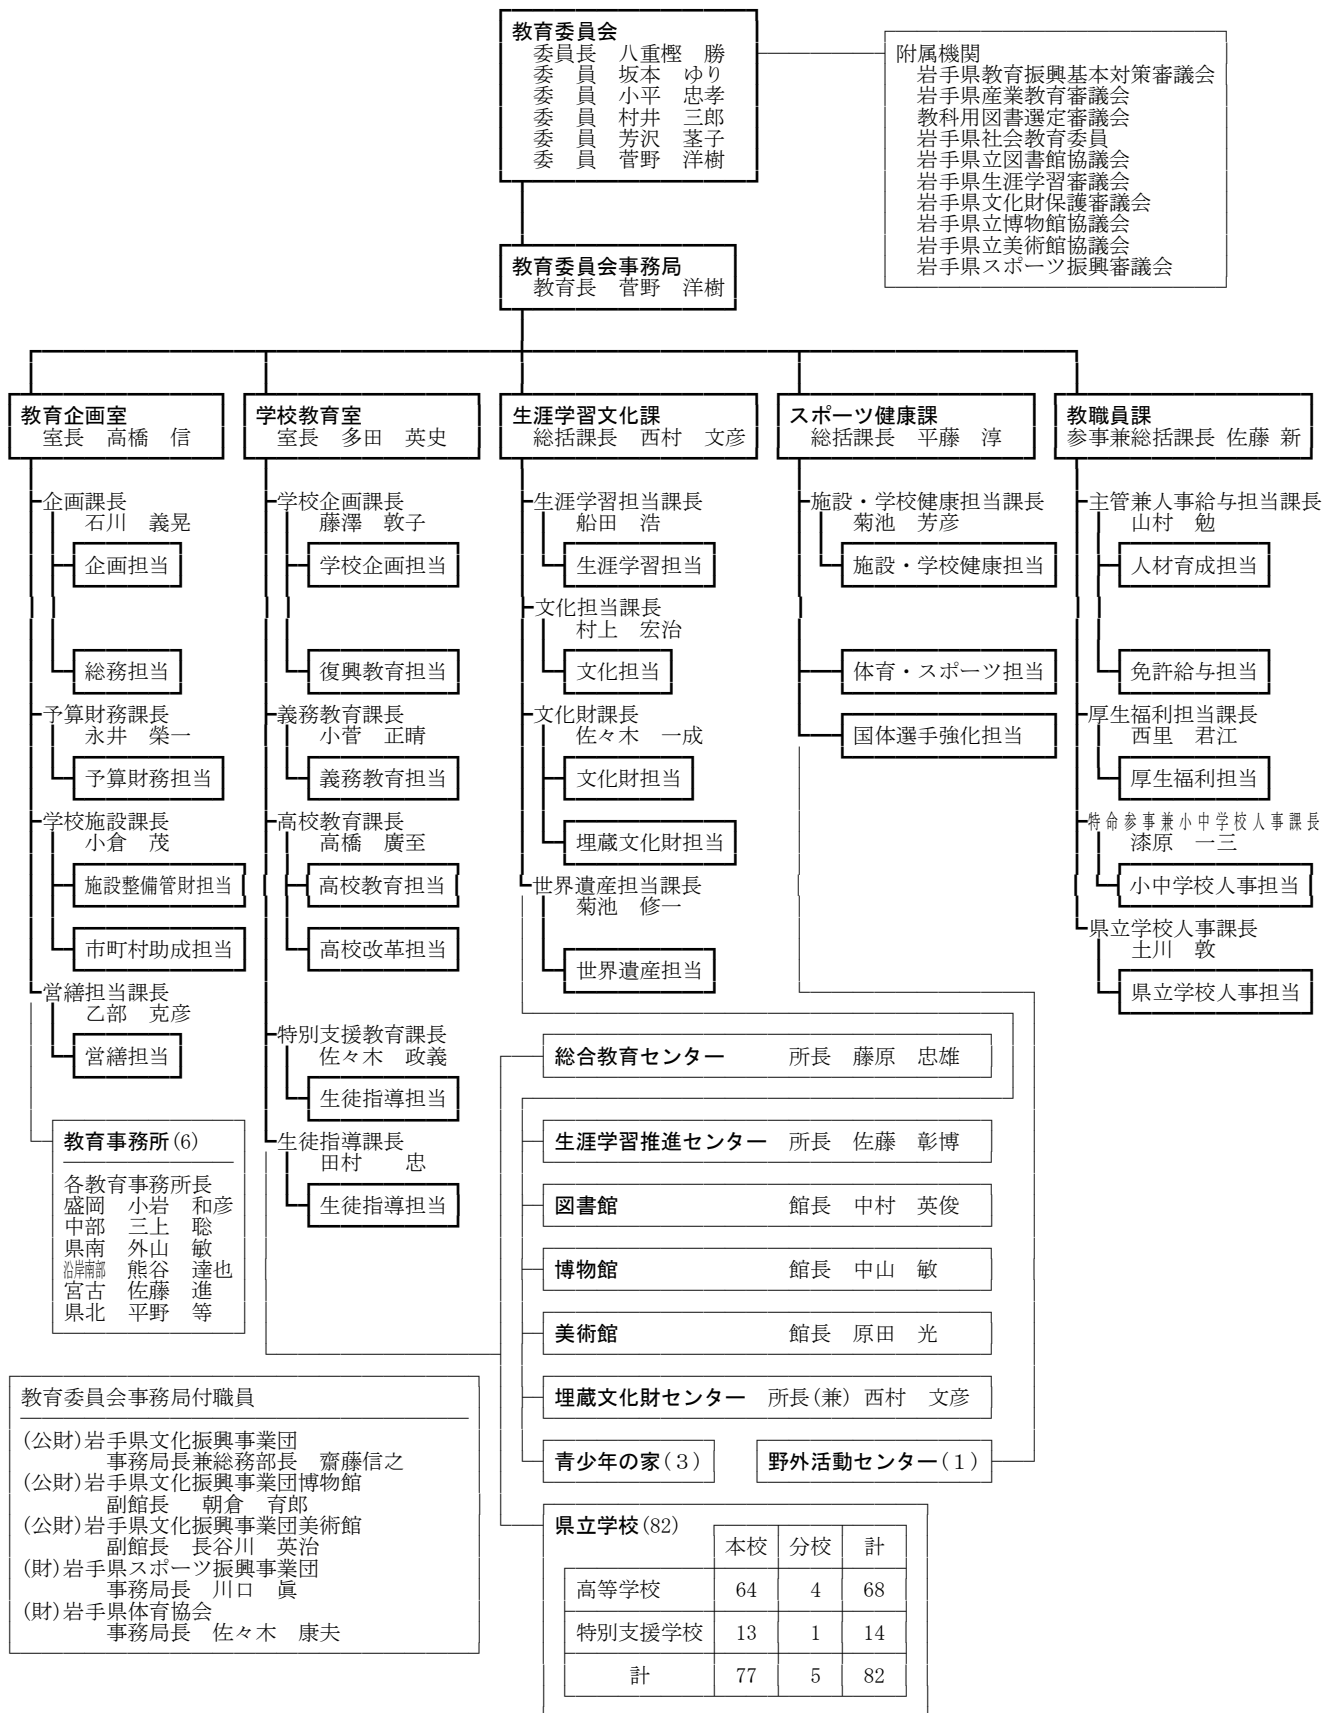 教育委員会
委員長　八重樫　勝
委　員　坂本　ゆり
委　員　小平　忠孝
委　員　村井　三郎
委　員　芳沢　茎子
委　員　菅野　洋樹
附属機関
岩手県教育振興基本対策審議会
岩手県産業教育審議会
教科用図書選定審議会
岩手県社会教育委員
岩手県立図書館協議会
岩手県生涯学習審議会
岩手県文化財保護審議会
岩手県立博物館協議会
岩手県立美術館協議会
岩手県スポーツ振興審議会
教育委員会事務局
教育長　菅野　洋樹
教育企画室
室長　高橋　信
企画課長
石川　義晃
企画担当
総務担当
予算財務課長
永井　榮一
予算財務担当
学校施設課長
小倉　茂
施設整備管財担当
市町村助成担当
営繕担当課長
乙部　克彦
営繕担当
教育事務所(6)
各教育事務所長
盛岡　小岩　和彦
中部　三上　聡
県南　外山　敏
沿岸南部　熊谷　達也
宮古　佐藤　進
県北　平野　等
学校教育室
室長　多田　英史
学校企画課長
藤澤　敦子
学校企画担当
復興教育担当
義務教育課長
小菅　正晴
義務教育担当
高校教育課長
高橋　廣至
高校教育担当
高校改革担当
特別支援教育課長
佐々木　政義
生徒指導担当
生徒指導課長
田村　　忠
生徒指導担当
生涯学習文化課
総括課長　西村　文彦
生涯学習担当課長
船田　浩
生涯学習担当
文化担当課長
村上　宏治
文化担当
文化財課長
佐々木　一成
文化財担当
埋蔵文化財担当
世界遺産担当課長
菊池　修一
世界遺産担当
スポーツ健康課
総括課長　平藤　淳
施設・学校健康担当課長
菊池　芳彦
施設・学校健康担当
体育・スポーツ担当
国体選手強化担当
教職員課
参事兼総括課長 佐藤 新
主管兼人事給与担当課長
山村　勉
人材育成担当
免許給与担当
厚生福利担当課長
西里　君江
厚生福利担当
特命参事兼小中学校人事課長
漆原　一三
小中学校人事担当
県立学校人事課長
土川　敦
県立学校人事担当
総合教育センター　　　所長　藤原　忠雄
生涯学習推進センター　所長　佐藤　彰博
図書館　　　　　　　　館長　中村　英俊
博物館　　　　　　　　館長　中山　敏
美術館　　　　　　　　館長　原田　光
埋蔵文化財センター　所長(兼) 西村　文彦
青少年の家(３)　　野外活動センター(１)
県立学校(82)
本校　分校　計
高等学校　64　4　68
特別支援学校　13　1　14
計　77　5　82
教育委員会事務局付職員
(公財)岩手県文化振興事業団
事務局長兼総務部長　齋藤信之
(公財)岩手県文化振興事業団博物館
副館長　朝倉　育郎
(公財)岩手県文化振興事業団美術館
副館長　長谷川　英治
(財)岩手県スポーツ振興事業団
事務局長　川口　眞
(財)岩手県体育協会
事務局長　佐々木　康夫